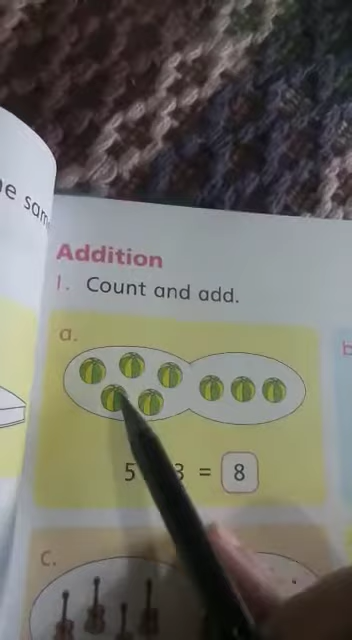 e sam
Addition
1. Count and add.
a.
b
5 3 = 8
c.